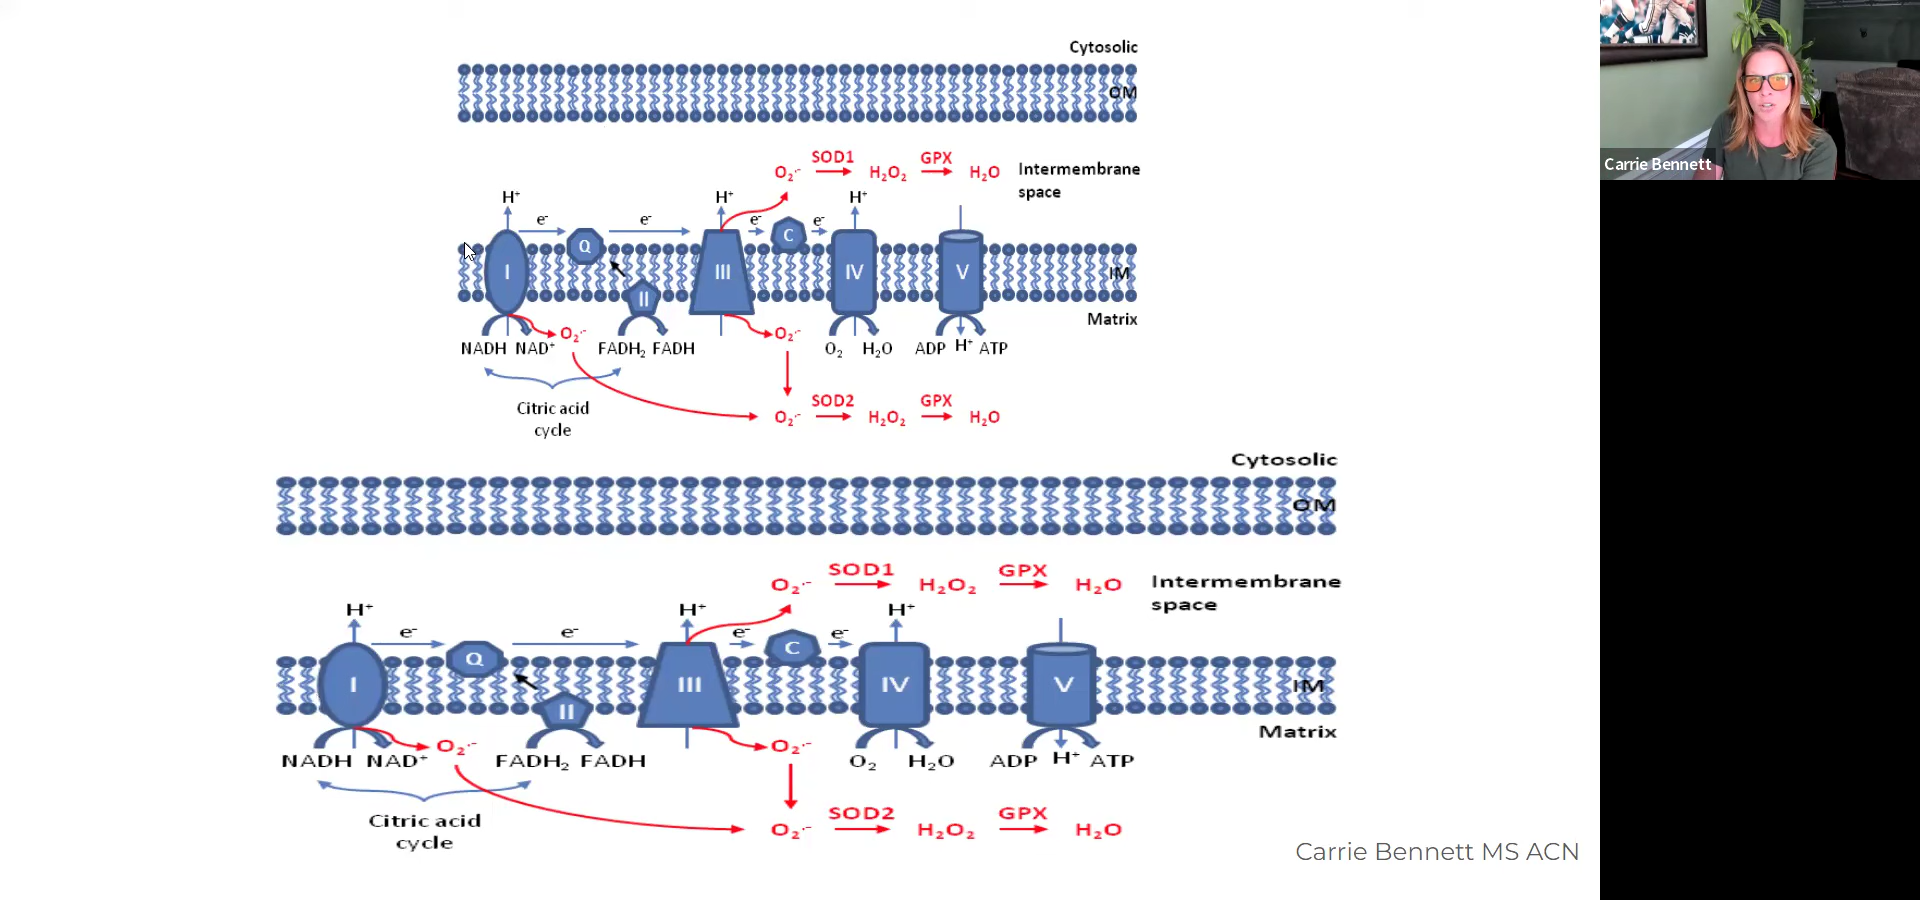 Cytosolic
OM
SOD1 GPX
O₂·⁻ H₂O₂ H₂O
Intermembrane
space
H⁺ H⁺ H⁺
e⁻ e⁻ e⁻ e⁻
Q C
I II III IV V
IM
Matrix
O₂·⁻ O₂·⁻
NADH NAD⁺ FADH₂ FADH O₂ H₂O ADP H⁺ ATP
Citric acid
cycle
SOD2 GPX
O₂·⁻ H₂O₂ H₂O
Cytosolic
OM
SOD1 GPX
O₂·⁻ H₂O₂ H₂O
Intermembrane
space
H⁺ H⁺ H⁺
e⁻ e⁻ e⁻ e⁻
Q C
I II III IV V
IM
Matrix
O₂·⁻ O₂·⁻
NADH NAD⁺ FADH₂ FADH O₂ H₂O ADP H⁺ ATP
Citric acid
cycle
SOD2 GPX
O₂·⁻ H₂O₂ H₂O
Carrie Bennett MS ACN
Carrie Bennett